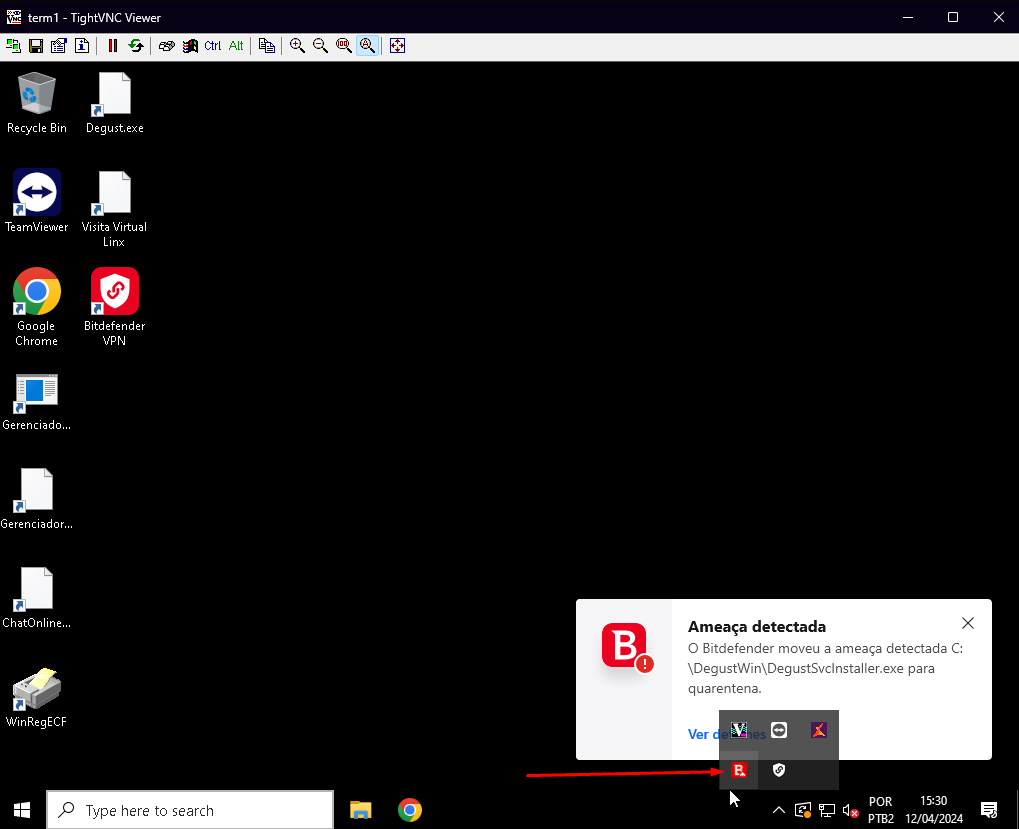 term1 - TightVNC Viewer
Ctrl Alt
Recycle Bin
Degust.exe
TeamViewer
Visita Virtual
Linx
Google
Chrome
Bitdefender
VPN
Gerenciado...
Gerenciador...
ChatOnline...
WinRegECF
Ameaça detectada
O Bitdefender moveu a ameaça detectada C:
\DegustWin\DegustSvcInstaller.exe para
quarentena.
Ver
Type here to search
POR
PTB2
15:30
12/04/2024